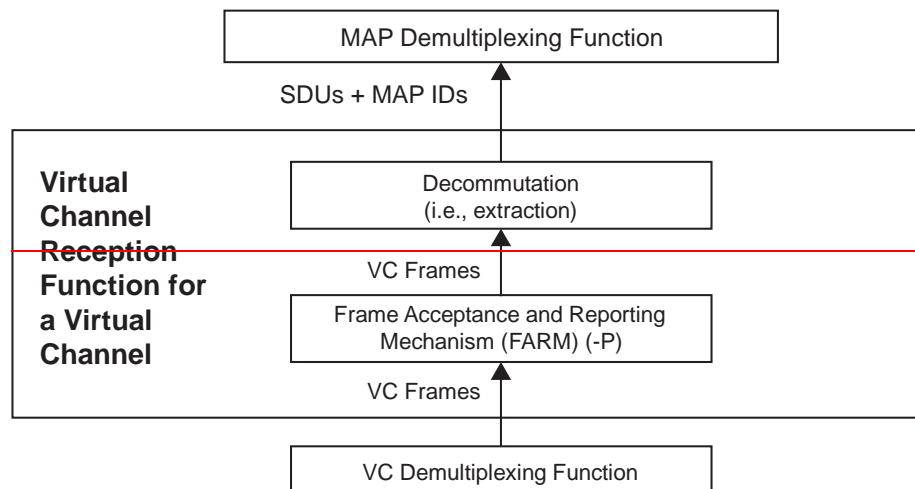 MAP Demultiplexing Function
SDUs + MAP IDs
Virtual
Channel
Reception
Function for
a Virtual
Channel
Decommutation
(i.e., extraction)
VC Frames
Frame Acceptance and Reporting
Mechanism (FARM) (-P)
VC Frames
VC Demultiplexing Function